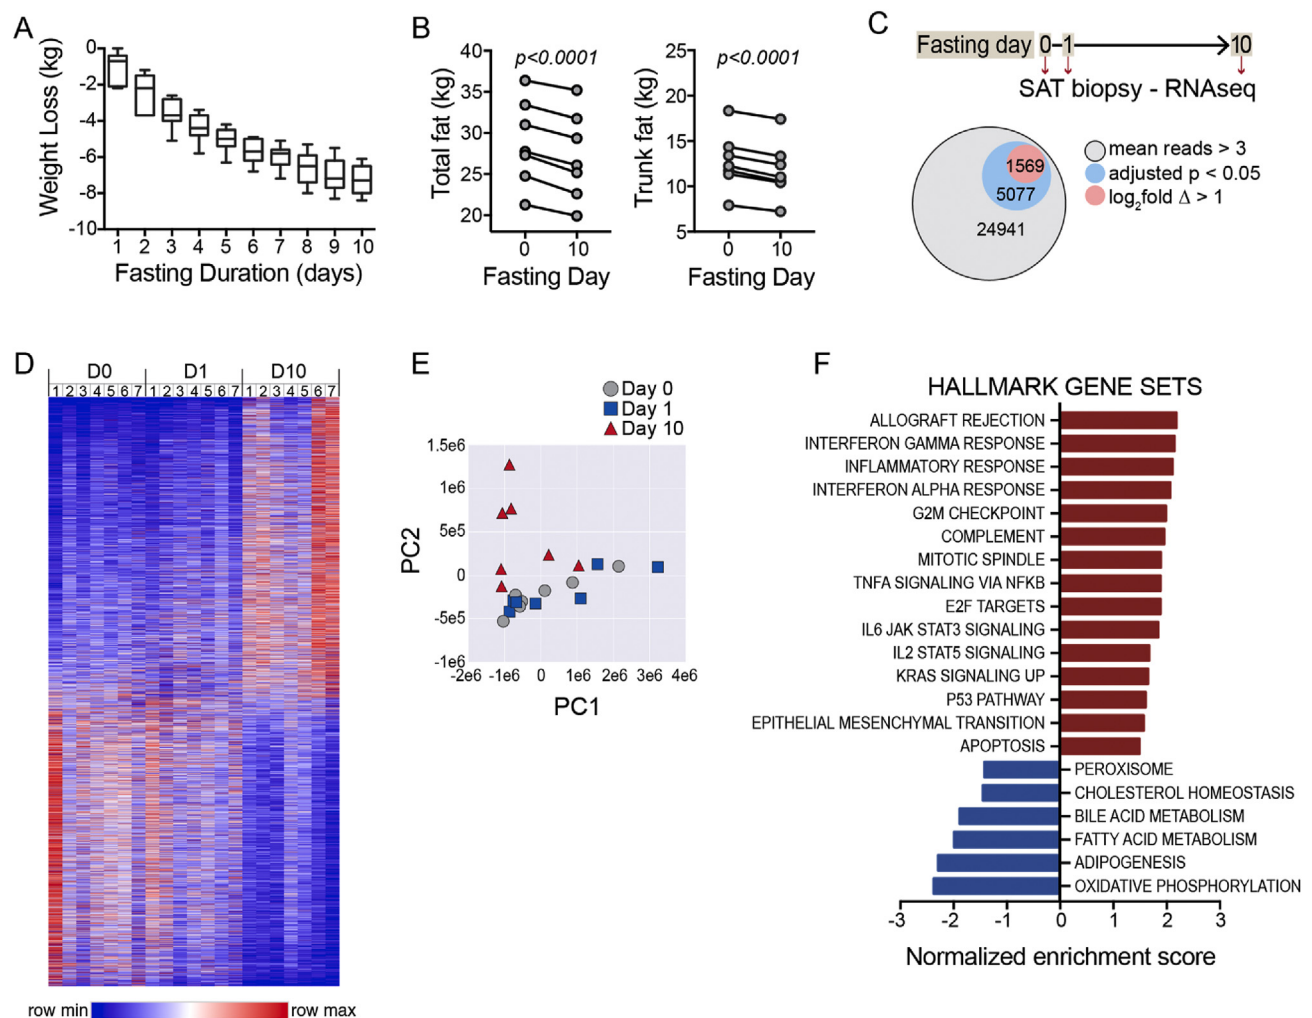 A
Weight Loss (kg)
0
-2
-4
-6
-8
-10
1 2 3 4 5 6 7 8 9 10
Fasting Duration (days)
B
Total fat (kg)
40
35
30
25
20
p<0.0001
0 10
Fasting Day
Trunk fat (kg)
25
20
15
10
5
p<0.0001
0 10
Fasting Day
C
Fasting day 0 1 10
SAT biopsy - RNAseq
1569
5077
24941
mean reads > 3
adjusted p < 0.05
log2fold Δ > 1
D
D0 D1 D10
1 2 3 4 5 6 7 1 2 3 4 5 6 7 1 2 3 4 5 6 7
row min row max
E
Day 0
Day 1
Day 10
PC2
1.5e6
1e6
5e5
0
-5e5
-1e6
-2e6 -1e6 0 1e6 2e6 3e6 4e6
PC1
F
HALLMARK GENE SETS
ALLOGRAFT REJECTION
INTERFERON GAMMA RESPONSE
INFLAMMATORY RESPONSE
INTERFERON ALPHA RESPONSE
G2M CHECKPOINT
COMPLEMENT
MITOTIC SPINDLE
TNFA SIGNALING VIA NFKB
E2F TARGETS
IL6 JAK STAT3 SIGNALING
IL2 STAT5 SIGNALING
KRAS SIGNALING UP
P53 PATHWAY
EPITHELIAL MESENCHYMAL TRANSITION
APOPTOSIS
PEROXISOME
CHOLESTEROL HOMEOSTASIS
BILE ACID METABOLISM
FATTY ACID METABOLISM
ADIPOGENESIS
OXIDATIVE PHOSPHORYLATION
-3 -2 -1 0 1 2 3
Normalized enrichment score